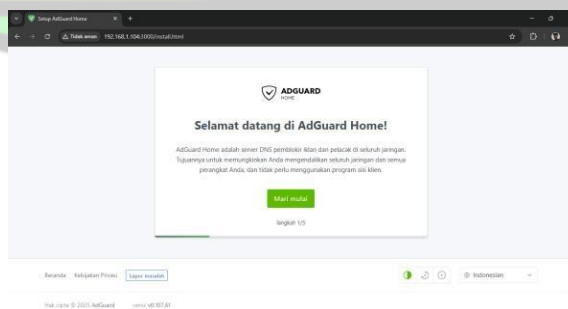 Setup AdGuard Home
Tidak aman 192.168.1.104:3000/install.html
ADGUARD
HOME
Selamat datang di AdGuard Home!
AdGuard Home adalah server DNS pemblokir iklan dan pelacak di seluruh jaringan.
Tujuannya untuk memungkinkan Anda mengendalikan seluruh jaringan dan semua
perangkat Anda, dan tidak perlu menggunakan program sisi klien.
Mari mulai
langkah 1/5
Beranda Kebijakan Privasi Lapor masalah
Indonesian
Hak cipta © 2025 AdGuard versi: v0.107.61